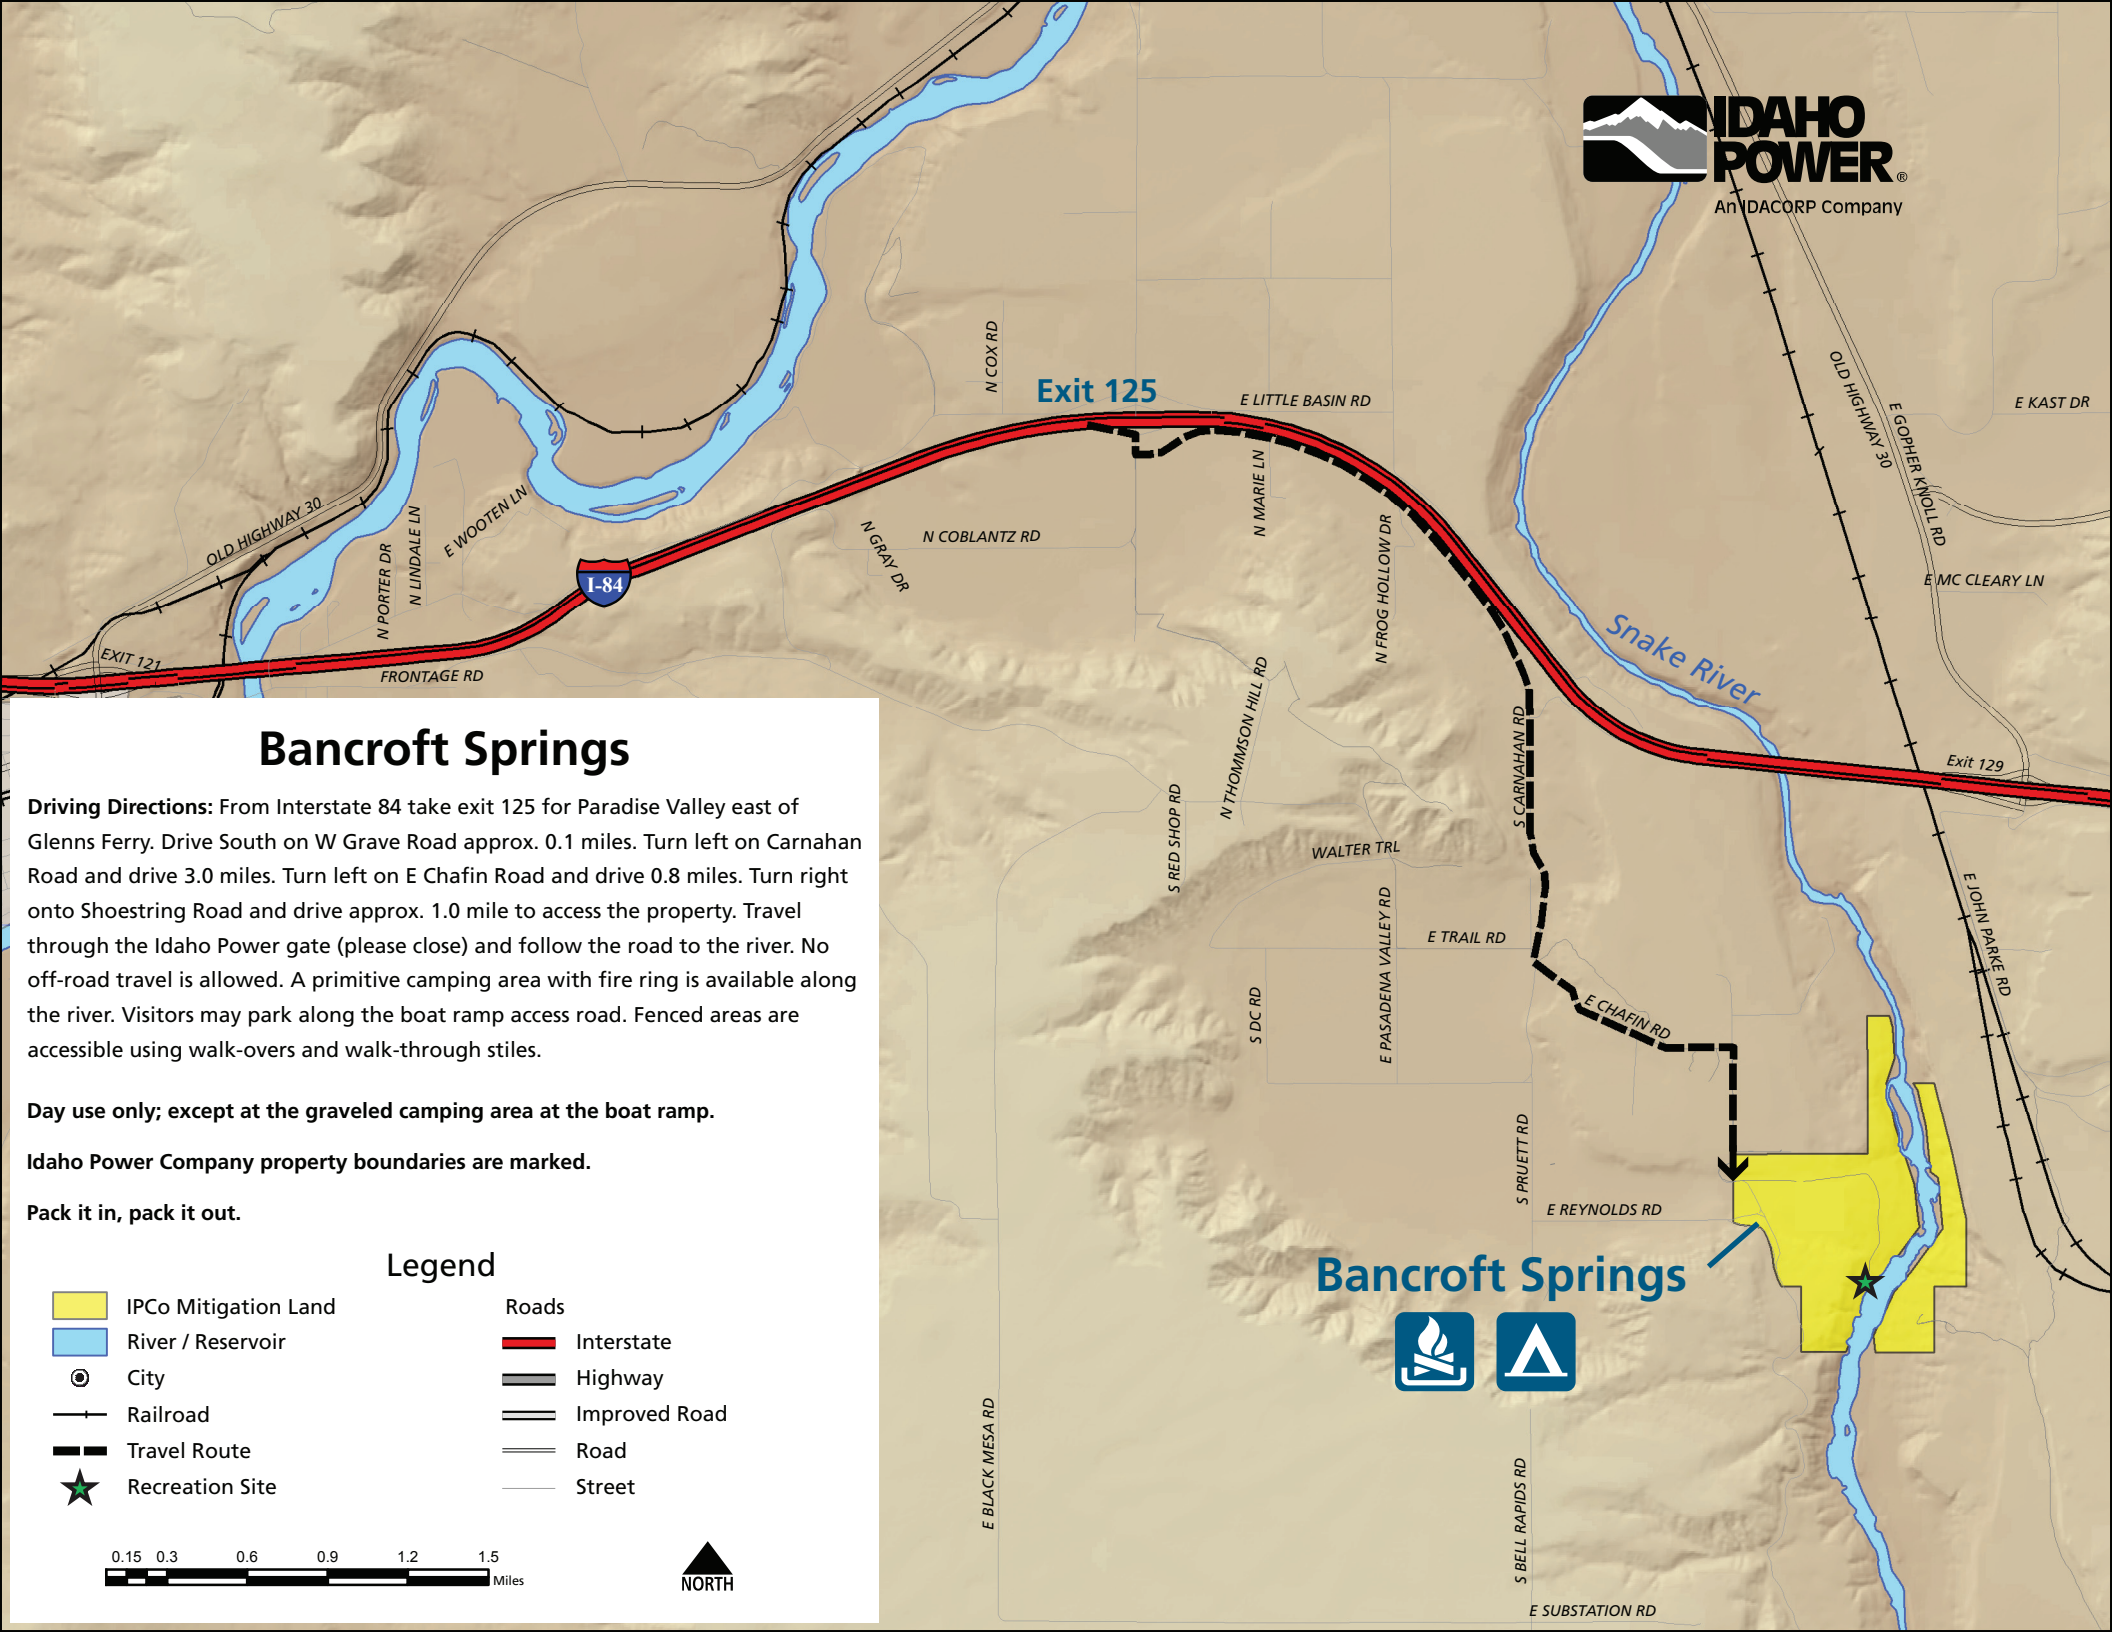 IDAHO
POWER®
An IDACORP Company
OLD HIGHWAY 30
E GOPHER KNOLL RD
E KAST DR
N COX RD
Exit 125
E LITTLE BASIN RD
OLD HIGHWAY 30
N PORTER DR
N LINDALE LN
E WOOTEN LN
I-84
N GRAY DR
N COBLANTZ RD
N MARIE LN
N FROG HOLLOW DR
E MC CLEARY LN
Snake River
EXIT 121
FRONTAGE RD
N THOMMSON HILL RD
S CARNAHAN RD
Exit 129
S RED SHOP RD
WALTER TRL
E PASADENA VALLEY RD
E TRAIL RD
E JOHN PARKE RD
S DC RD
E CHAFIN RD
S PRUETT RD
E REYNOLDS RD
Bancroft Springs
E BLACK MESA RD
S BELL RAPIDS RD
E SUBSTATION RD
Bancroft Springs
Driving Directions: From Interstate 84 take exit 125 for Paradise Valley east of
Glenns Ferry. Drive South on W Grave Road approx. 0.1 miles. Turn left on Carnahan
Road and drive 3.0 miles. Turn left on E Chafin Road and drive 0.8 miles. Turn right
onto Shoestring Road and drive approx. 1.0 mile to access the property. Travel
through the Idaho Power gate (please close) and follow the road to the river. No
off-road travel is allowed. A primitive camping area with fire ring is available along
the river. Visitors may park along the boat ramp access road. Fenced areas are
accessible using walk-overs and walk-through stiles.
Day use only; except at the graveled camping area at the boat ramp.
Idaho Power Company property boundaries are marked.
Pack it in, pack it out.
Legend
IPCo Mitigation Land
River / Reservoir
City
Railroad
Travel Route
Recreation Site
Roads
Interstate
Highway
Improved Road
Road
Street
0.15 0.3 0.6 0.9 1.2 1.5
Miles
NORTH